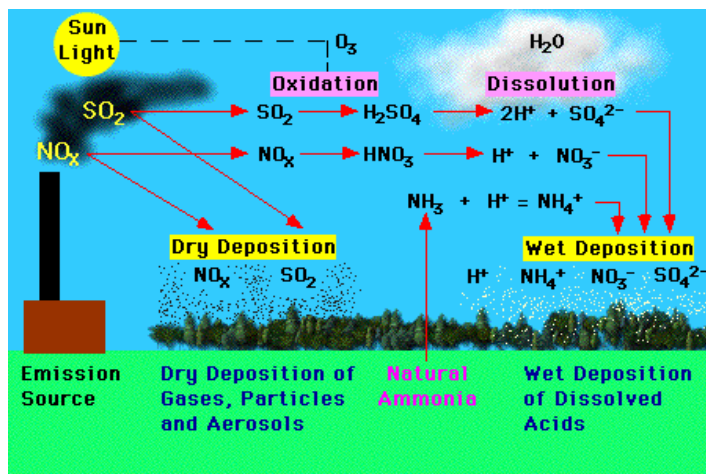 Sun
Light
O₃
H₂O
Oxidation
Dissolution
SO₂
SO₂
H₂SO₄
2H⁺ + SO₄²⁻
NOₓ
NOₓ
HNO₃
H⁺ + NO₃⁻
NH₃ + H⁺ = NH₄⁺
Dry Deposition
Wet Deposition
NOₓ SO₂
H⁺ NH₄⁺ NO₃⁻ SO₄²⁻
Emission
Source
Dry Deposition of
Gases, Particles
and Aerosols
Natural
Ammonia
Wet Deposition
of Dissolved
Acids